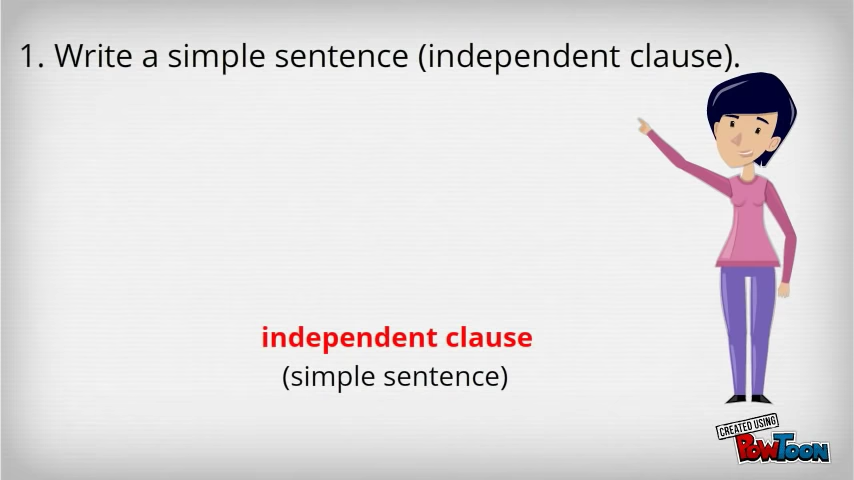 1. Write a simple sentence (independent clause).
independent clause
(simple sentence)
CREATED USING
POWTOON